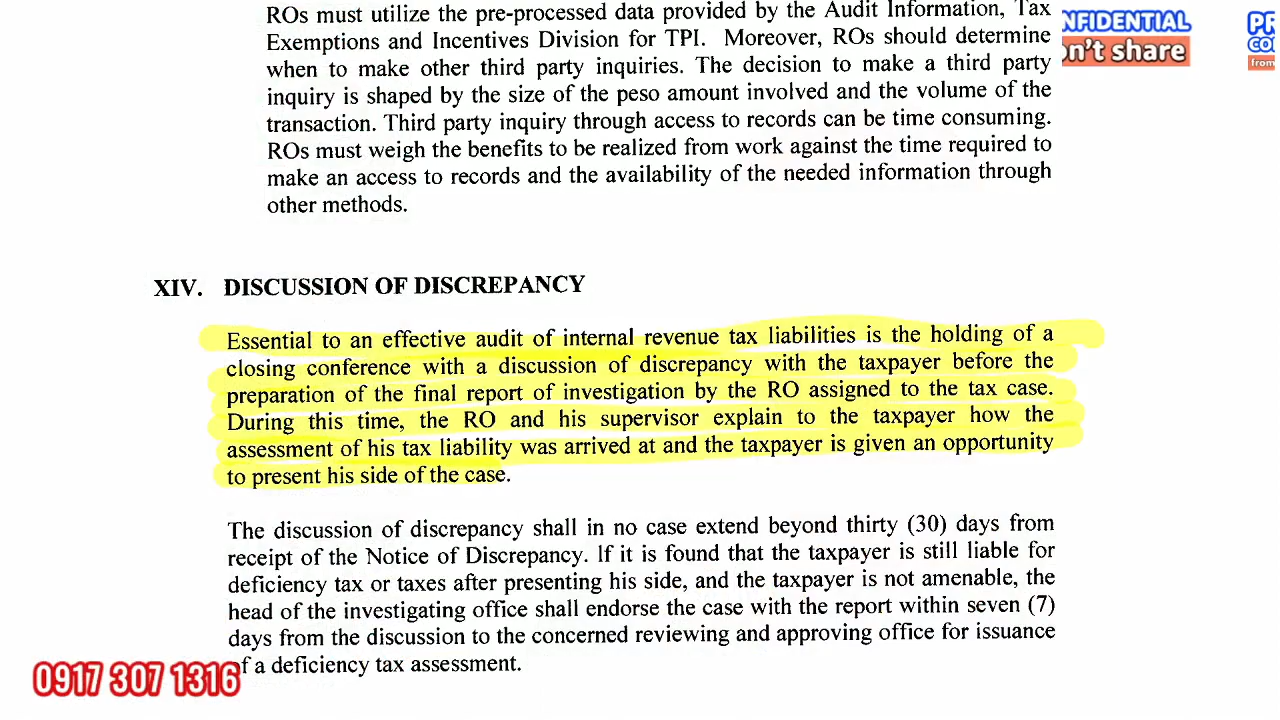 ROs must utilize the pre-processed data provided by the Audit Information, Tax
Exemptions and Incentives Division for TPI. Moreover, ROs should determine
when to make other third party inquiries. The decision to make a third party
inquiry is shaped by the size of the peso amount involved and the volume of the
transaction. Third party inquiry through access to records can be time consuming.
ROs must weigh the benefits to be realized from work against the time required to
make an access to records and the availability of the needed information through
other methods.
NFIDENTIAL
on't share
PR
CO
from
XIV. DISCUSSION OF DISCREPANCY
Essential to an effective audit of internal revenue tax liabilities is the holding of a
closing conference with a discussion of discrepancy with the taxpayer before the
preparation of the final report of investigation by the RO assigned to the tax case.
During this time, the RO and his supervisor explain to the taxpayer how the
assessment of his tax liability was arrived at and the taxpayer is given an opportunity
to present his side of the case.
The discussion of discrepancy shall in no case extend beyond thirty (30) days from
receipt of the Notice of Discrepancy. If it is found that the taxpayer is still liable for
deficiency tax or taxes after presenting his side, and the taxpayer is not amenable, the
head of the investigating office shall endorse the case with the report within seven (7)
days from the discussion to the concerned reviewing and approving office for issuance
of a deficiency tax assessment.
0917 307 1316